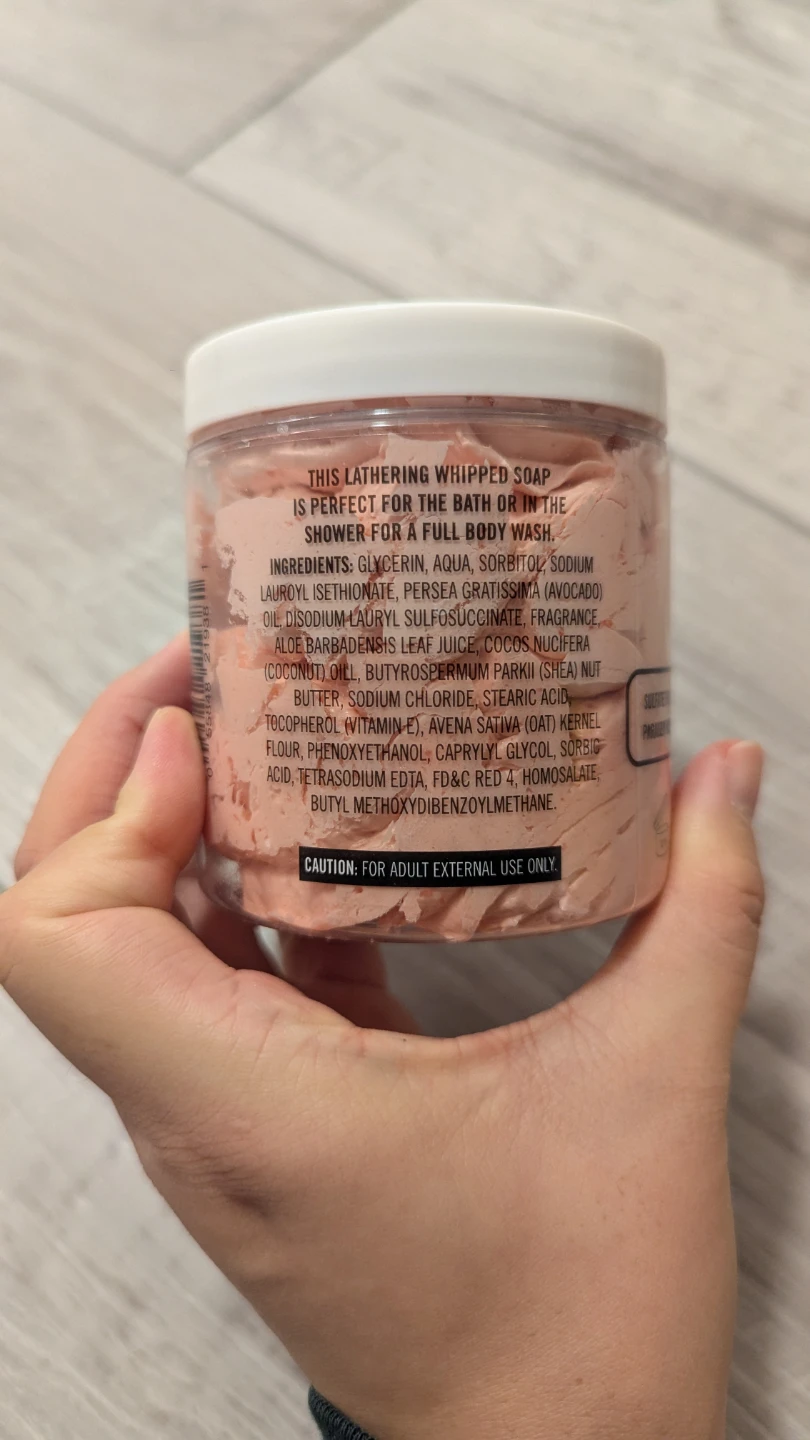 THIS LATHERING WHIPPED SOAP
IS PERFECT FOR THE BATH OR IN THE
SHOWER FOR A FULL BODY WASH.
INGREDIENTS: GLYCERIN, AQUA, SORBITOL, SODIUM
LAUROYL ISETHIONATE, PERSEA GRATISSIMA (AVOCADO)
OIL, DISODIUM LAURYL SULFOSUCCINATE, FRAGRANCE,
ALOE BARBADENSIS LEAF JUICE, COCOS NUCIFERA
(COCONUT) OILL, BUTYROSPERMUM PARKII (SHEA) NUT
BUTTER, SODIUM CHLORIDE, STEARIC ACID,
TOCOPHEROL (VITAMIN E), AVENA SATIVA (OAT) KERNEL
FLOUR, PHENOXYETHANOL, CAPRYLYL GLYCOL, SORBIC
ACID, TETRASODIUM EDTA, FD&C RED 4, HOMOSALATE,
BUTYL METHOXYDIBENZOYLMETHANE.
CAUTION: FOR ADULT EXTERNAL USE ONLY.